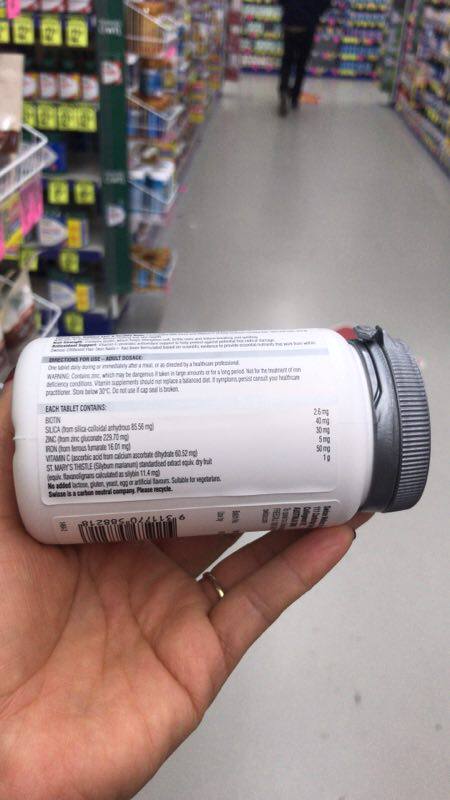 DIRECTIONS FOR USE - ADULT DOSAGE:
One tablet daily during or immediately after a meal, or as directed by a healthcare professional.
WARNING: Contains zinc, which may be dangerous if taken in large amounts or for a long period. Not for the treatment of iron
deficiency conditions. Vitamin supplements should not replace a balanced diet. If symptoms persist consult your healthcare
practitioner. Store below 30°C. Do not use if cap seal is broken.
EACH TABLET CONTAINS:
BIOTIN 2.6 mg
SILICA (from silica-colloidal anhydrous 85.56 mg) 40 mg
ZINC (from zinc gluconate 229.70 mg) 30 mg
IRON (from ferrous fumarate 16.01 mg) 5 mg
VITAMIN C (ascorbic acid from calcium ascorbate dihydrate 60.52 mg) 50 mg
ST. MARY'S THISTLE (Silybum marianum) standardised extract equiv. dry fruit 1 g
(equiv. flavanolignans calculated as silybin 11.4 mg)
No added lactose, gluten, yeast, egg or artificial flavours. Suitable for vegetarians.
Swisse is a carbon neutral company. Please recycle.